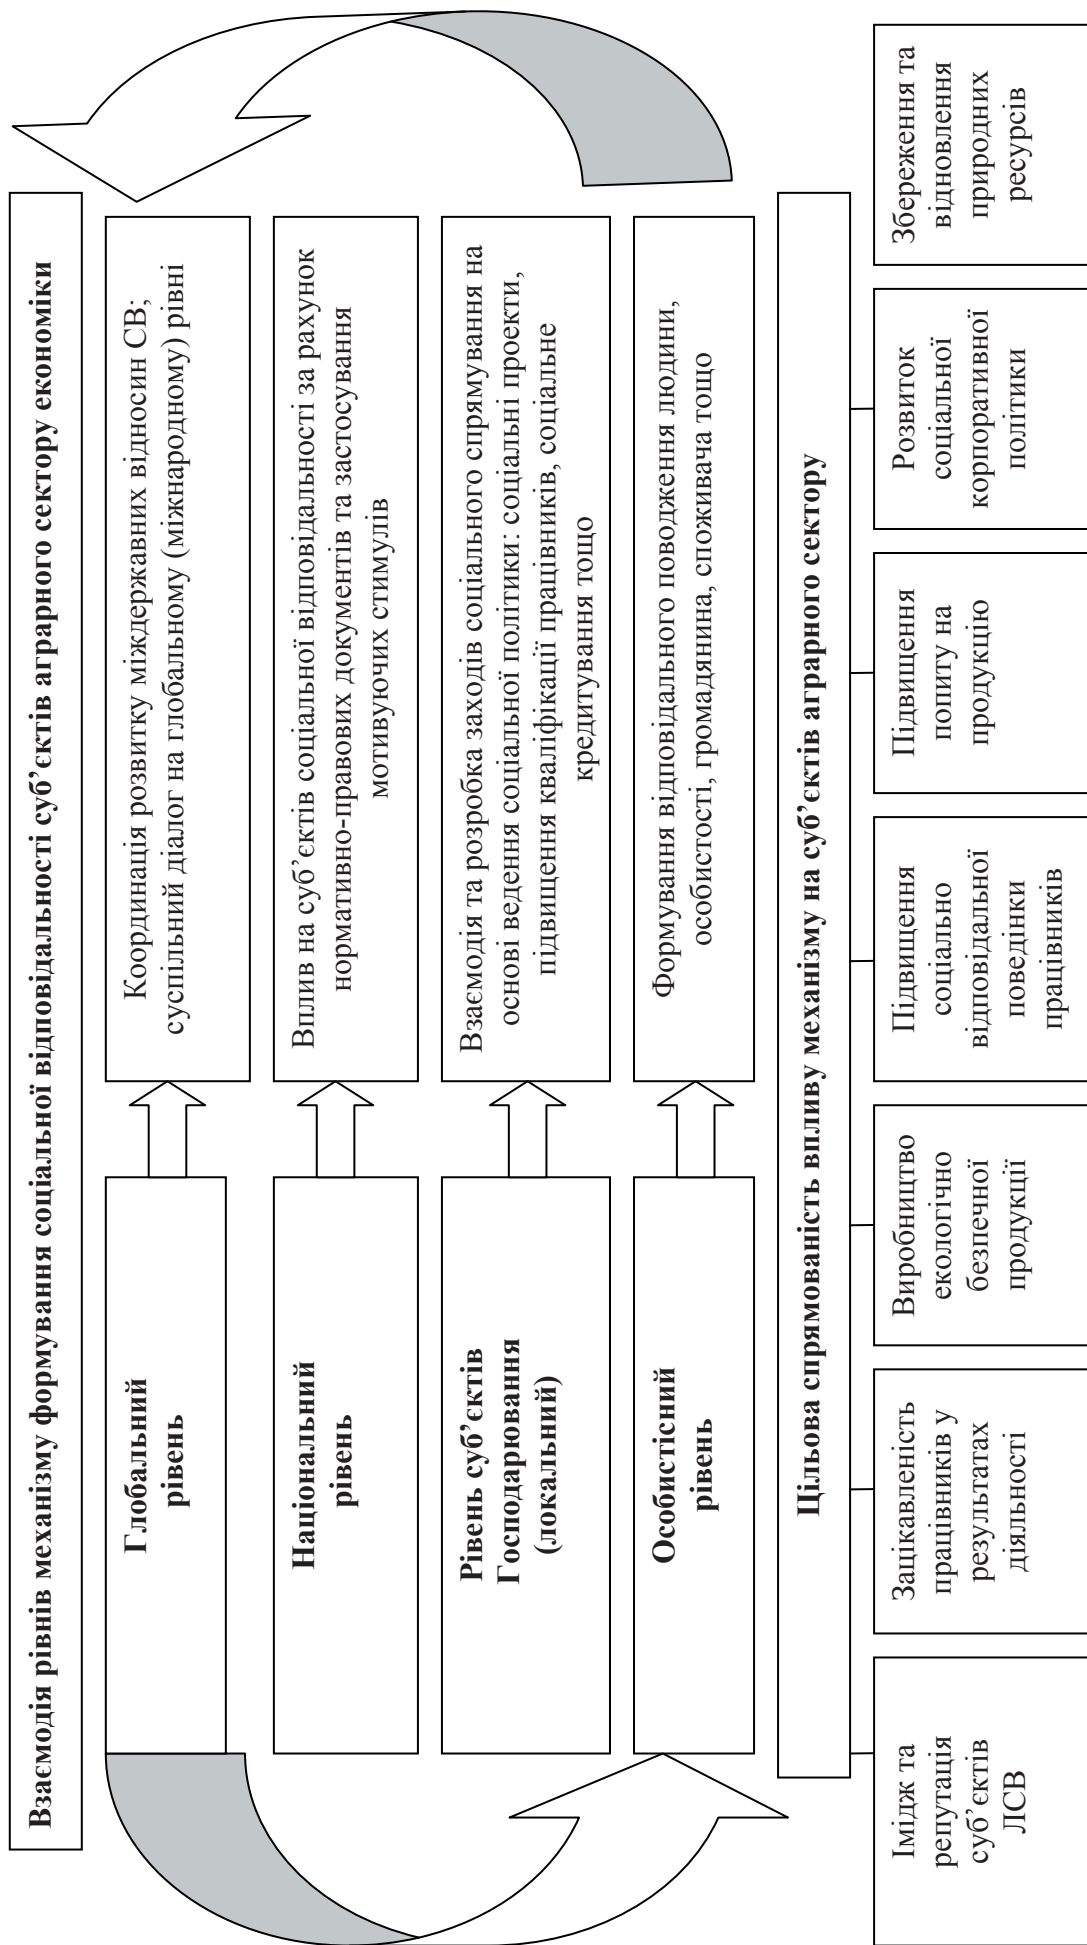 Взаємодія рівнів механізму формування соціальної відповідальності суб’єктів аграрного сектору економіки
Глобальний
рівень
Координація розвитку міждержавних відносин СВ;
суспільний діалог на глобальному (міжнародному) рівні
Національний
рівень
Вплив на суб’єктів соціальної відповідальності за рахунок
нормативно-правових документів та застосування
мотивуючих стимулів
Рівень суб’єктів
Господарювання
(локальний)
Взаємодія та розробка заходів соціального спрямування на
основі ведення соціальної політики: соціальні проекти,
підвищення кваліфікації працівників, соціальне
кредитування тощо
Особистісний
рівень
Формування відповідального поводження людини,
особистості, громадянина, споживача тощо
Цільова спрямованість впливу механізму на суб’єктів аграрного сектору
Імідж та
репутація
суб’єктів
ЛСВ
Зацікавленість
працівників у
результатах
діяльності
Виробництво
екологічно
безпечної
продукції
Підвищення
соціально
відповідальної
поведінки
працівників
Підвищення
попиту на
продукцію
Розвиток
соціальної
корпоративної
політики
Збереження та
відновлення
природних
ресурсів